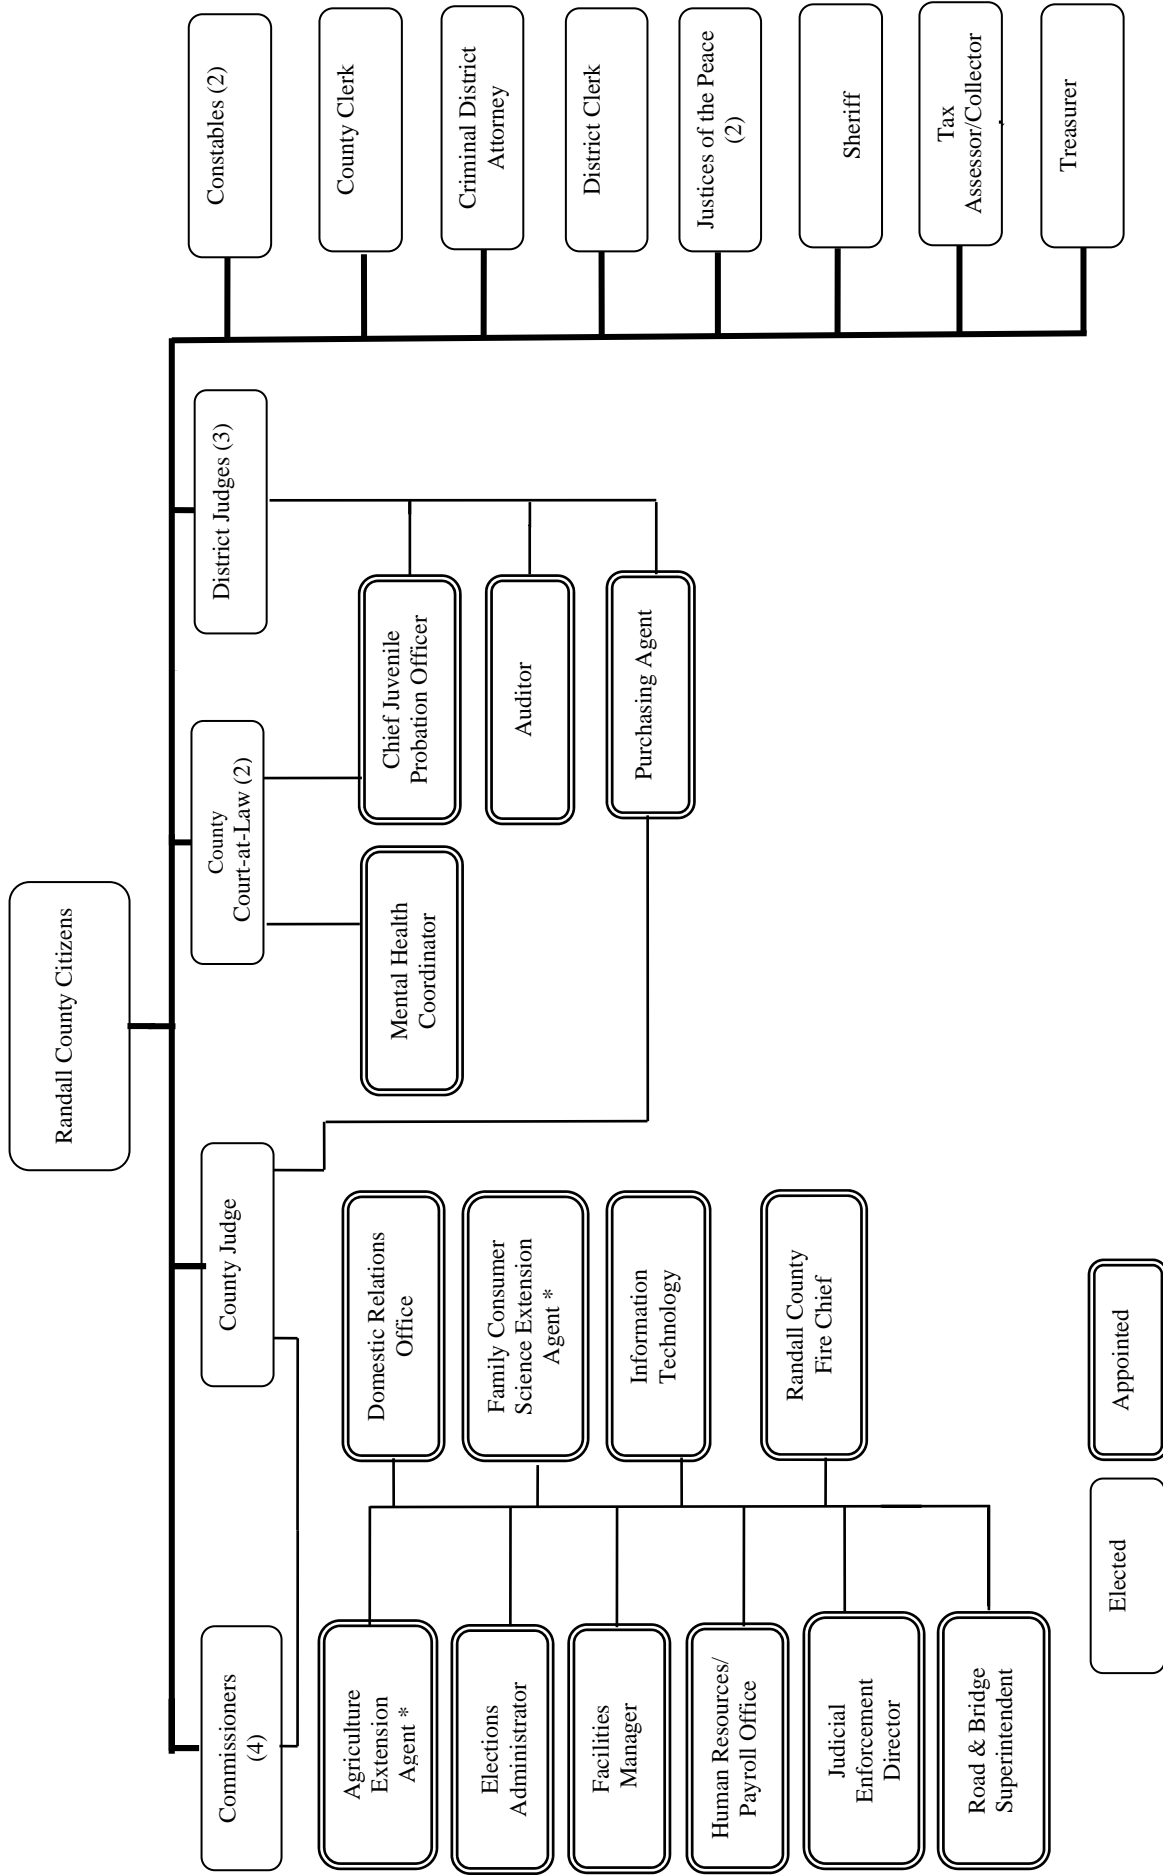 Randall County Citizens
Commissioners
(4)
County Judge
County
Court-at-Law (2)
District Judges (3)
Constables (2)
County Clerk
Criminal District
Attorney
District Clerk
Justices of the Peace
(2)
Sheriff
Tax
Assessor/Collector
Treasurer
Agriculture
Extension
Agent *
Elections
Administrator
Facilities
Manager
Human Resources/
Payroll Office
Judicial
Enforcement
Director
Road & Bridge
Superintendent
Domestic Relations
Office
Family Consumer
Science Extension
Agent *
Information
Technology
Randall County
Fire Chief
Mental Health
Coordinator
Chief Juvenile
Probation Officer
Auditor
Purchasing Agent
Elected
Appointed